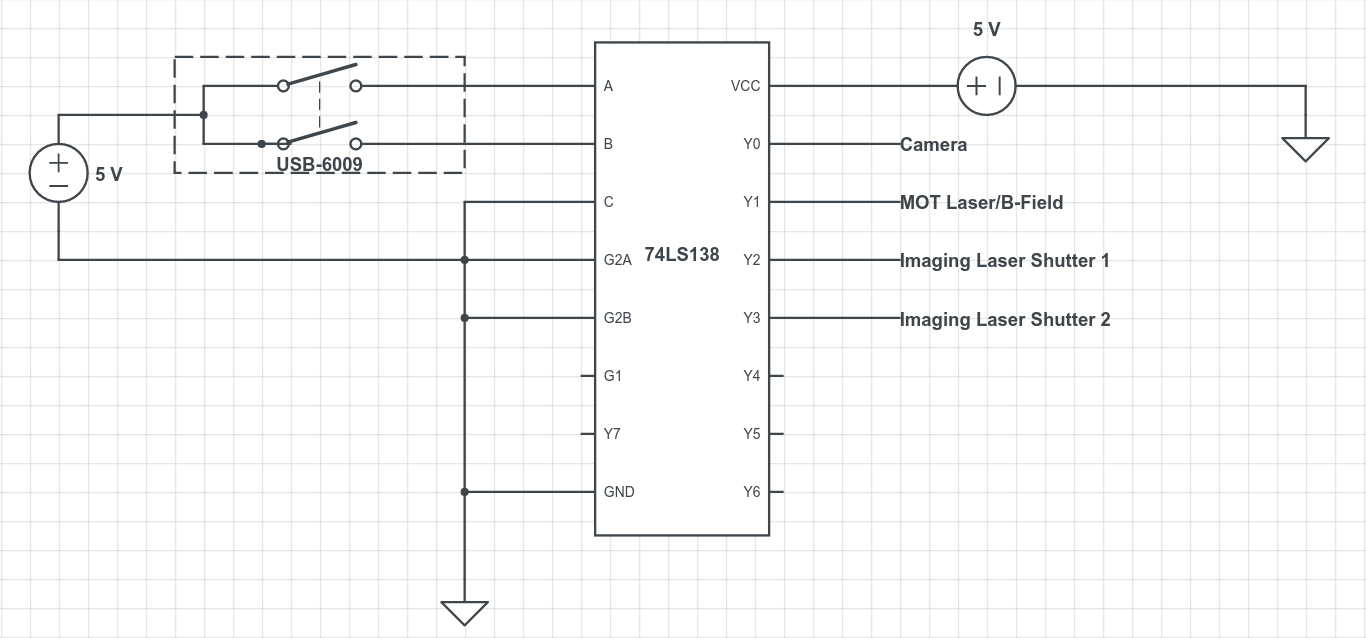 5 V
A
VCC
B
Y0
Camera
USB-6009
5 V
C
Y1
MOT Laser/B-Field
G2A
74LS138
Y2
Imaging Laser Shutter 1
G2B
Y3
Imaging Laser Shutter 2
G1
Y4
Y7
Y5
GND
Y6